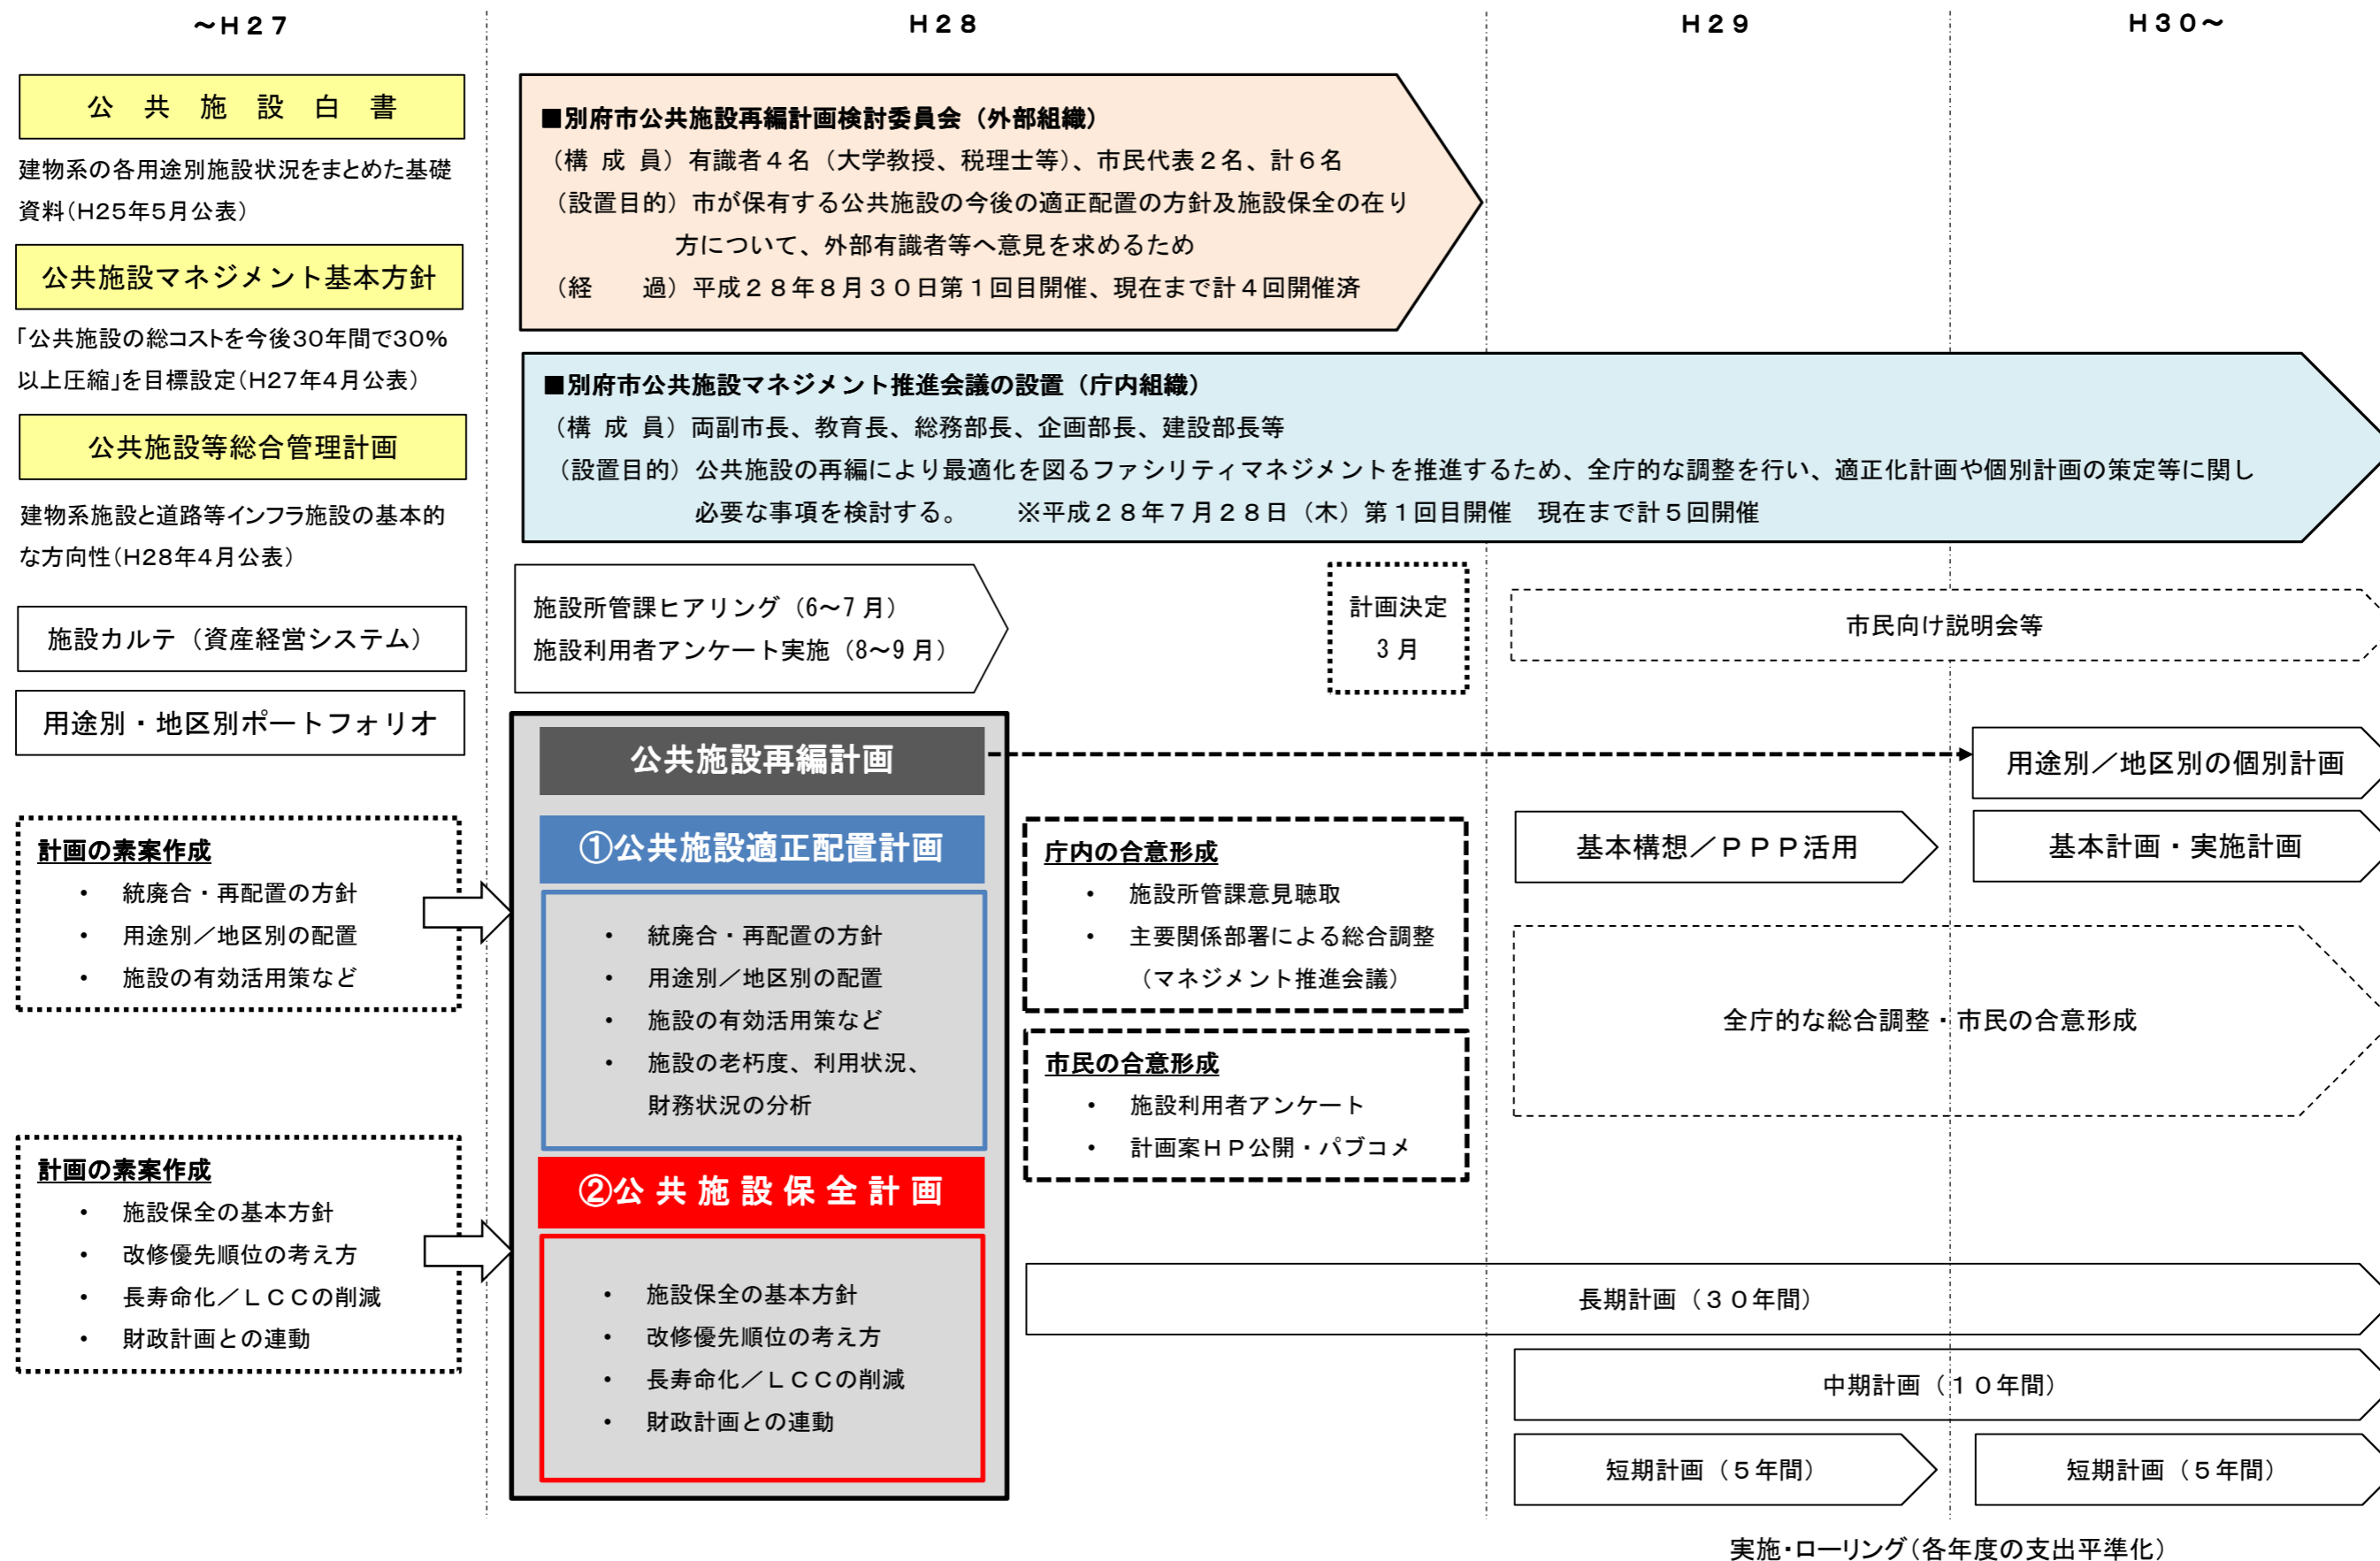 ～Ｈ２７
Ｈ２８
Ｈ２９
Ｈ３０～
公 共 施 設 白 書
建物系の各用途別施設状況をまとめた基礎
資料（H25年5月公表）
公共施設マネジメント基本方針
「公共施設の総コストを今後30年間で30％
以上圧縮」を目標設定（H27年4月公表）
公共施設等総合管理計画
建物系施設と道路等インフラ施設の基本的
な方向性（H28年4月公表）
施設カルテ（資産経営システム）
用途別・地区別ポートフォリオ
計画の素案作成
・ 統廃合・再配置の方針
・ 用途別／地区別の配置
・ 施設の有効活用策など
計画の素案作成
・ 施設保全の基本方針
・ 改修優先順位の考え方
・ 長寿命化／ＬＣＣの削減
・ 財政計画との連動
■別府市公共施設再編計画検討委員会（外部組織）
（構 成 員）有識者４名（大学教授、税理士等）、市民代表２名、計６名
（設置目的）市が保有する公共施設の今後の適正配置の方針及び施設保全の在り
方について、外部有識者等へ意見を求めるため
（経　　過）平成２８年８月３０日第１回目開催、現在まで計４回開催済
■別府市公共施設マネジメント推進会議の設置（庁内組織）
（構 成 員）両副市長、教育長、総務部長、企画部長、建設部長等
（設置目的）公共施設の再編により最適化を図るファシリティマネジメントを推進するため、全庁的な調整を行い、適正化計画や個別計画の策定等に関し
必要な事項を検討する。　　※平成２８年７月２８日（木）第１回目開催　現在まで計５回開催
施設所管課ヒアリング（6～7月）
施設利用者アンケート実施（8～9月）
計画決定
3月
市民向け説明会等
公共施設再編計画
①公共施設適正配置計画
・ 統廃合・再配置の方針
・ 用途別／地区別の配置
・ 施設の有効活用策など
・ 施設の老朽度、利用状況、
財務状況の分析
②公 共 施 設 保 全 計 画
・ 施設保全の基本方針
・ 改修優先順位の考え方
・ 長寿命化／ＬＣＣの削減
・ 財政計画との連動
庁内の合意形成
・ 施設所管課意見聴取
・ 主要関係部署による総合調整
（マネジメント推進会議）
市民の合意形成
・ 施設利用者アンケート
・ 計画案ＨＰ公開・パブコメ
用途別／地区別の個別計画
基本構想／ＰＰＰ活用
基本計画・実施計画
全庁的な総合調整・市民の合意形成
長期計画（３０年間）
中期計画（１０年間）
短期計画（５年間）
短期計画（５年間）
実施・ローリング（各年度の支出平準化）